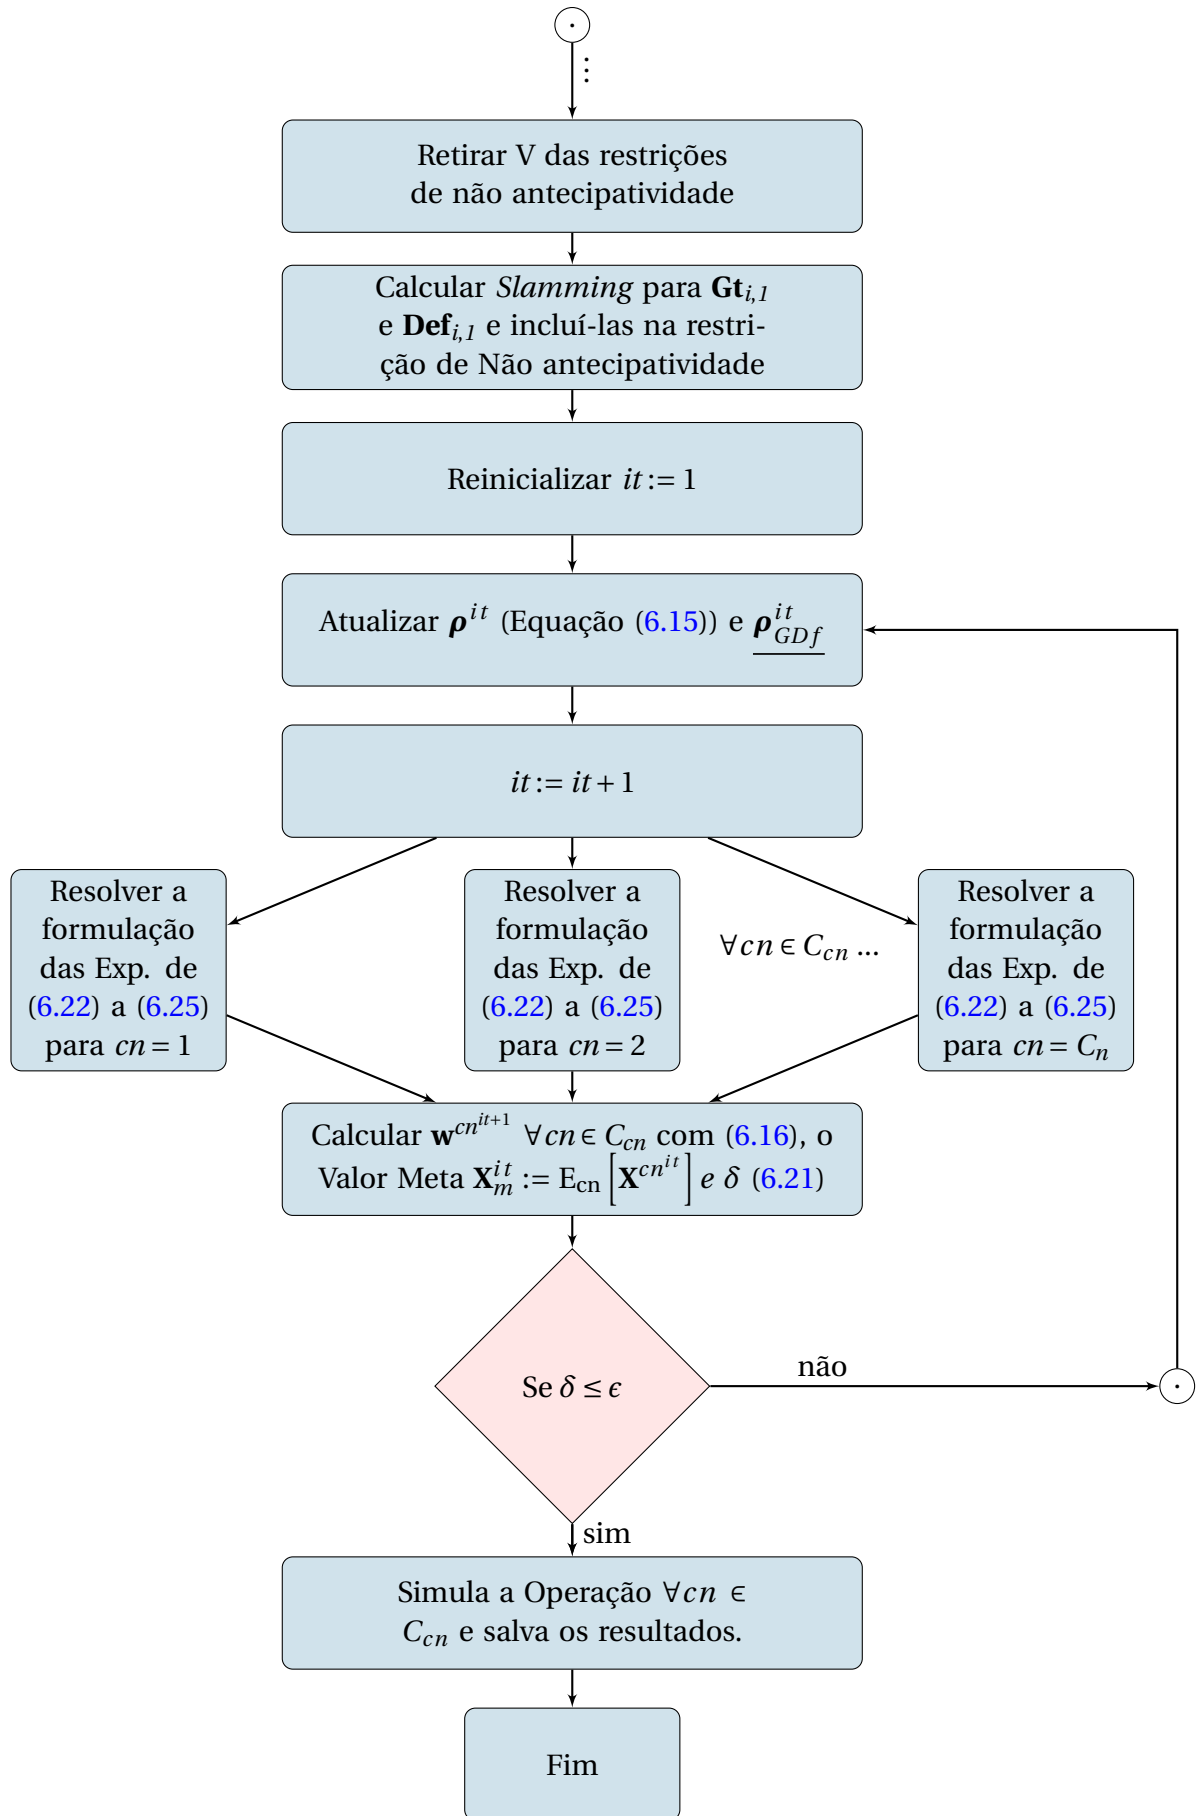 ⋮
Retirar V das restrições
de não antecipatividade
Calcular Slamming para Gt_{i,1}
e Def_{i,1} e incluí-las na restri-
ção de Não antecipatividade
Reinicializar it := 1
Atualizar ρ^{it} (Equação (6.15)) e ρ^{it}_{GDf}
it := it + 1
Resolver a
formulação
das Exp. de
(6.22) a (6.25)
para cn = 1
Resolver a
formulação
das Exp. de
(6.22) a (6.25)
para cn = 2
∀cn ∈ C_{cn} ...
Resolver a
formulação
das Exp. de
(6.22) a (6.25)
para cn = C_n
Calcular w^{cn^{it+1}} ∀cn ∈ C_{cn} com (6.16), o
Valor Meta X^{it}_m := E_{cn} [X^{cn^{it}}] e δ (6.21)
Se δ ≤ ϵ
não
sim
Simula a Operação ∀cn ∈
C_{cn} e salva os resultados.
Fim